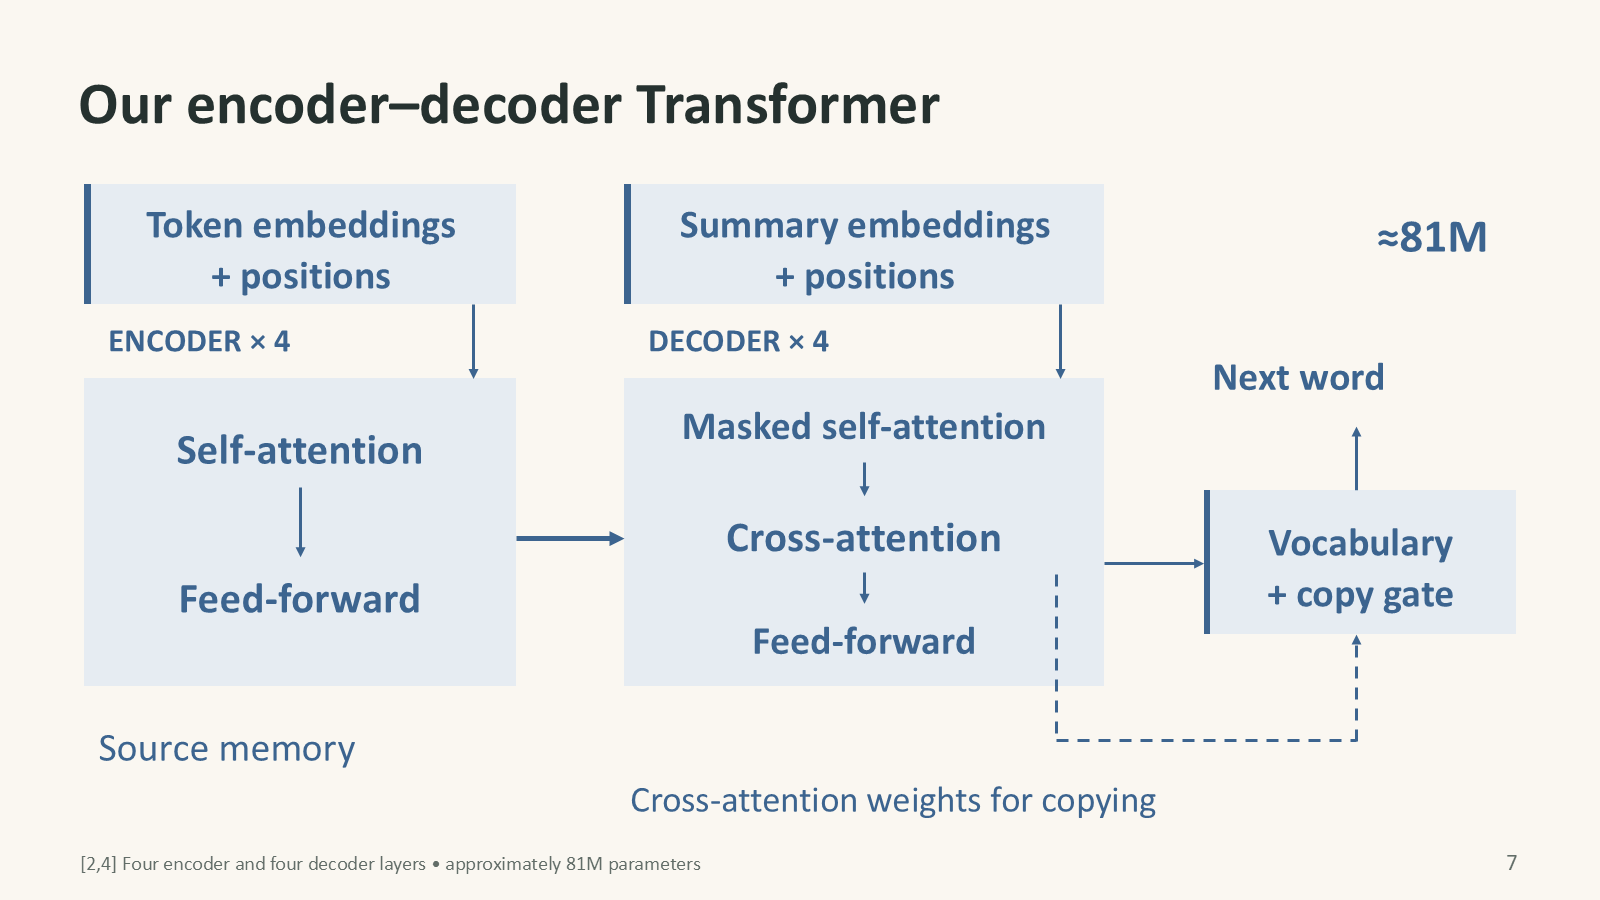 Our encoder–decoder Transformer
Token embeddings
+ positions
ENCODER × 4
Self-attention
Feed-forward
Source memory
Summary embeddings
+ positions
DECODER × 4
Masked self-attention
Cross-attention
Feed-forward
Cross-attention weights for copying
≈81M
Next word
Vocabulary
+ copy gate
[2,4] Four encoder and four decoder layers • approximately 81M parameters
7